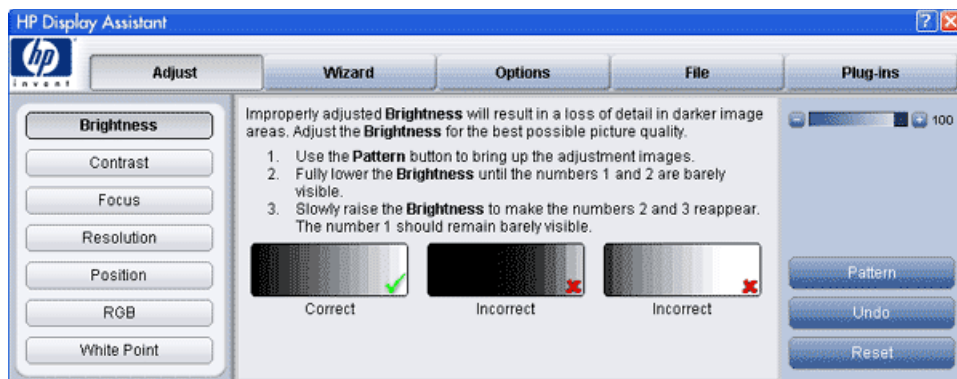 HP Display Assistant
?
hp
invent
Adjust
Wizard
Options
File
Plug-ins
Brightness
Contrast
Focus
Resolution
Position
RGB
White Point
Improperly adjusted Brightness will result in a loss of detail in darker image
areas. Adjust the Brightness for the best possible picture quality.
1. Use the Pattern button to bring up the adjustment images.
2. Fully lower the Brightness until the numbers 1 and 2 are barely
visible.
3. Slowly raise the Brightness to make the numbers 2 and 3 reappear.
The number 1 should remain barely visible.
Correct
Incorrect
Incorrect
100
Pattern
Undo
Reset